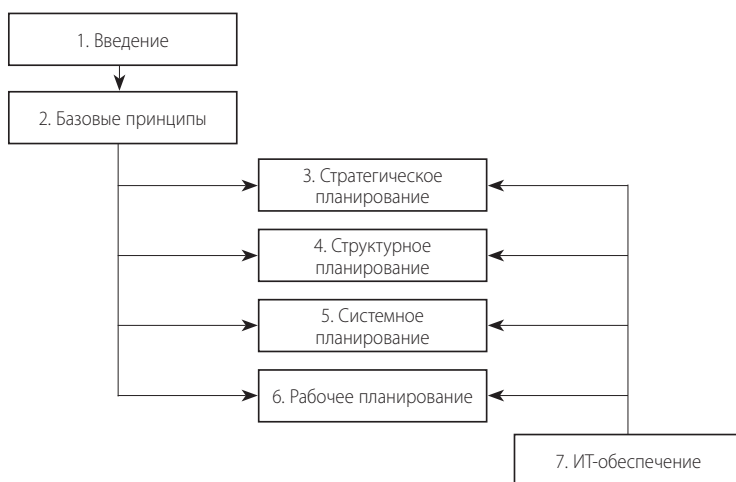 1. Введение
2. Базовые принципы
3. Стратегическое
планирование
4. Структурное
планирование
5. Системное
планирование
6. Рабочее планирование
7. ИТ-обеспечение